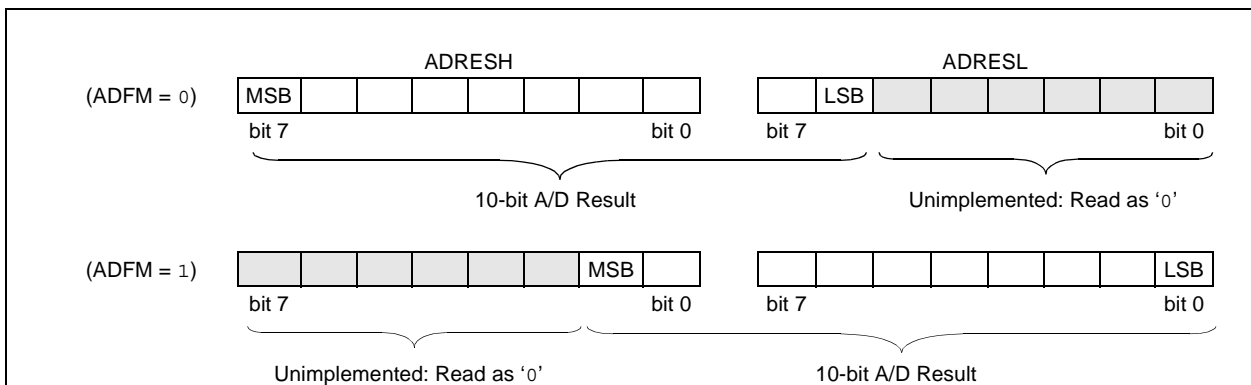 ADRESH ADRESL
(ADFM = 0) MSB LSB
bit 7 bit 0 bit 7 bit 0
10-bit A/D Result Unimplemented: Read as ‘0’
(ADFM = 1) MSB LSB
bit 7 bit 0 bit 7 bit 0
Unimplemented: Read as ‘0’ 10-bit A/D Result